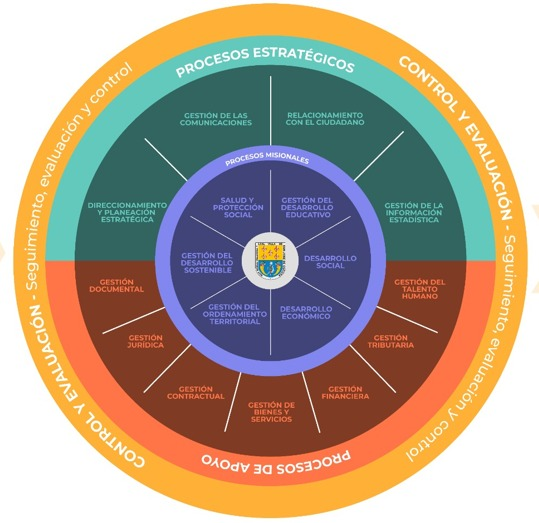 CONTROL Y EVALUACIÓN - Seguimiento, evaluación y control
CONTROL Y EVALUACIÓN - Seguimiento, evaluación y control
PROCESOS ESTRATÉGICOS
GESTIÓN DE LAS
COMUNICACIONES
RELACIONAMIENTO
CON EL CIUDADANO
DIRECCIONAMIENTO
Y PLANEACIÓN
ESTRATÉGICA
GESTIÓN DE LA
INFORMACIÓN
ESTADÍSTICA
PROCESOS MISIONALES
SALUD Y
PROTECCIÓN
SOCIAL
GESTIÓN DEL
DESARROLLO
EDUCATIVO
GESTIÓN DEL
DESARROLLO
SOSTENIBLE
DESARROLLO
SOCIAL
GESTIÓN DEL
ORDENAMIENTO
TERRITORIAL
DESARROLLO
ECONÓMICO
GESTIÓN
DOCUMENTAL
GESTIÓN DEL
TALENTO
HUMANO
GESTIÓN
JURÍDICA
GESTIÓN
TRIBUTARIA
GESTIÓN
CONTRACTUAL
GESTIÓN
FINANCIERA
GESTIÓN DE
BIENES Y
SERVICIOS
PROCESOS DE APOYO